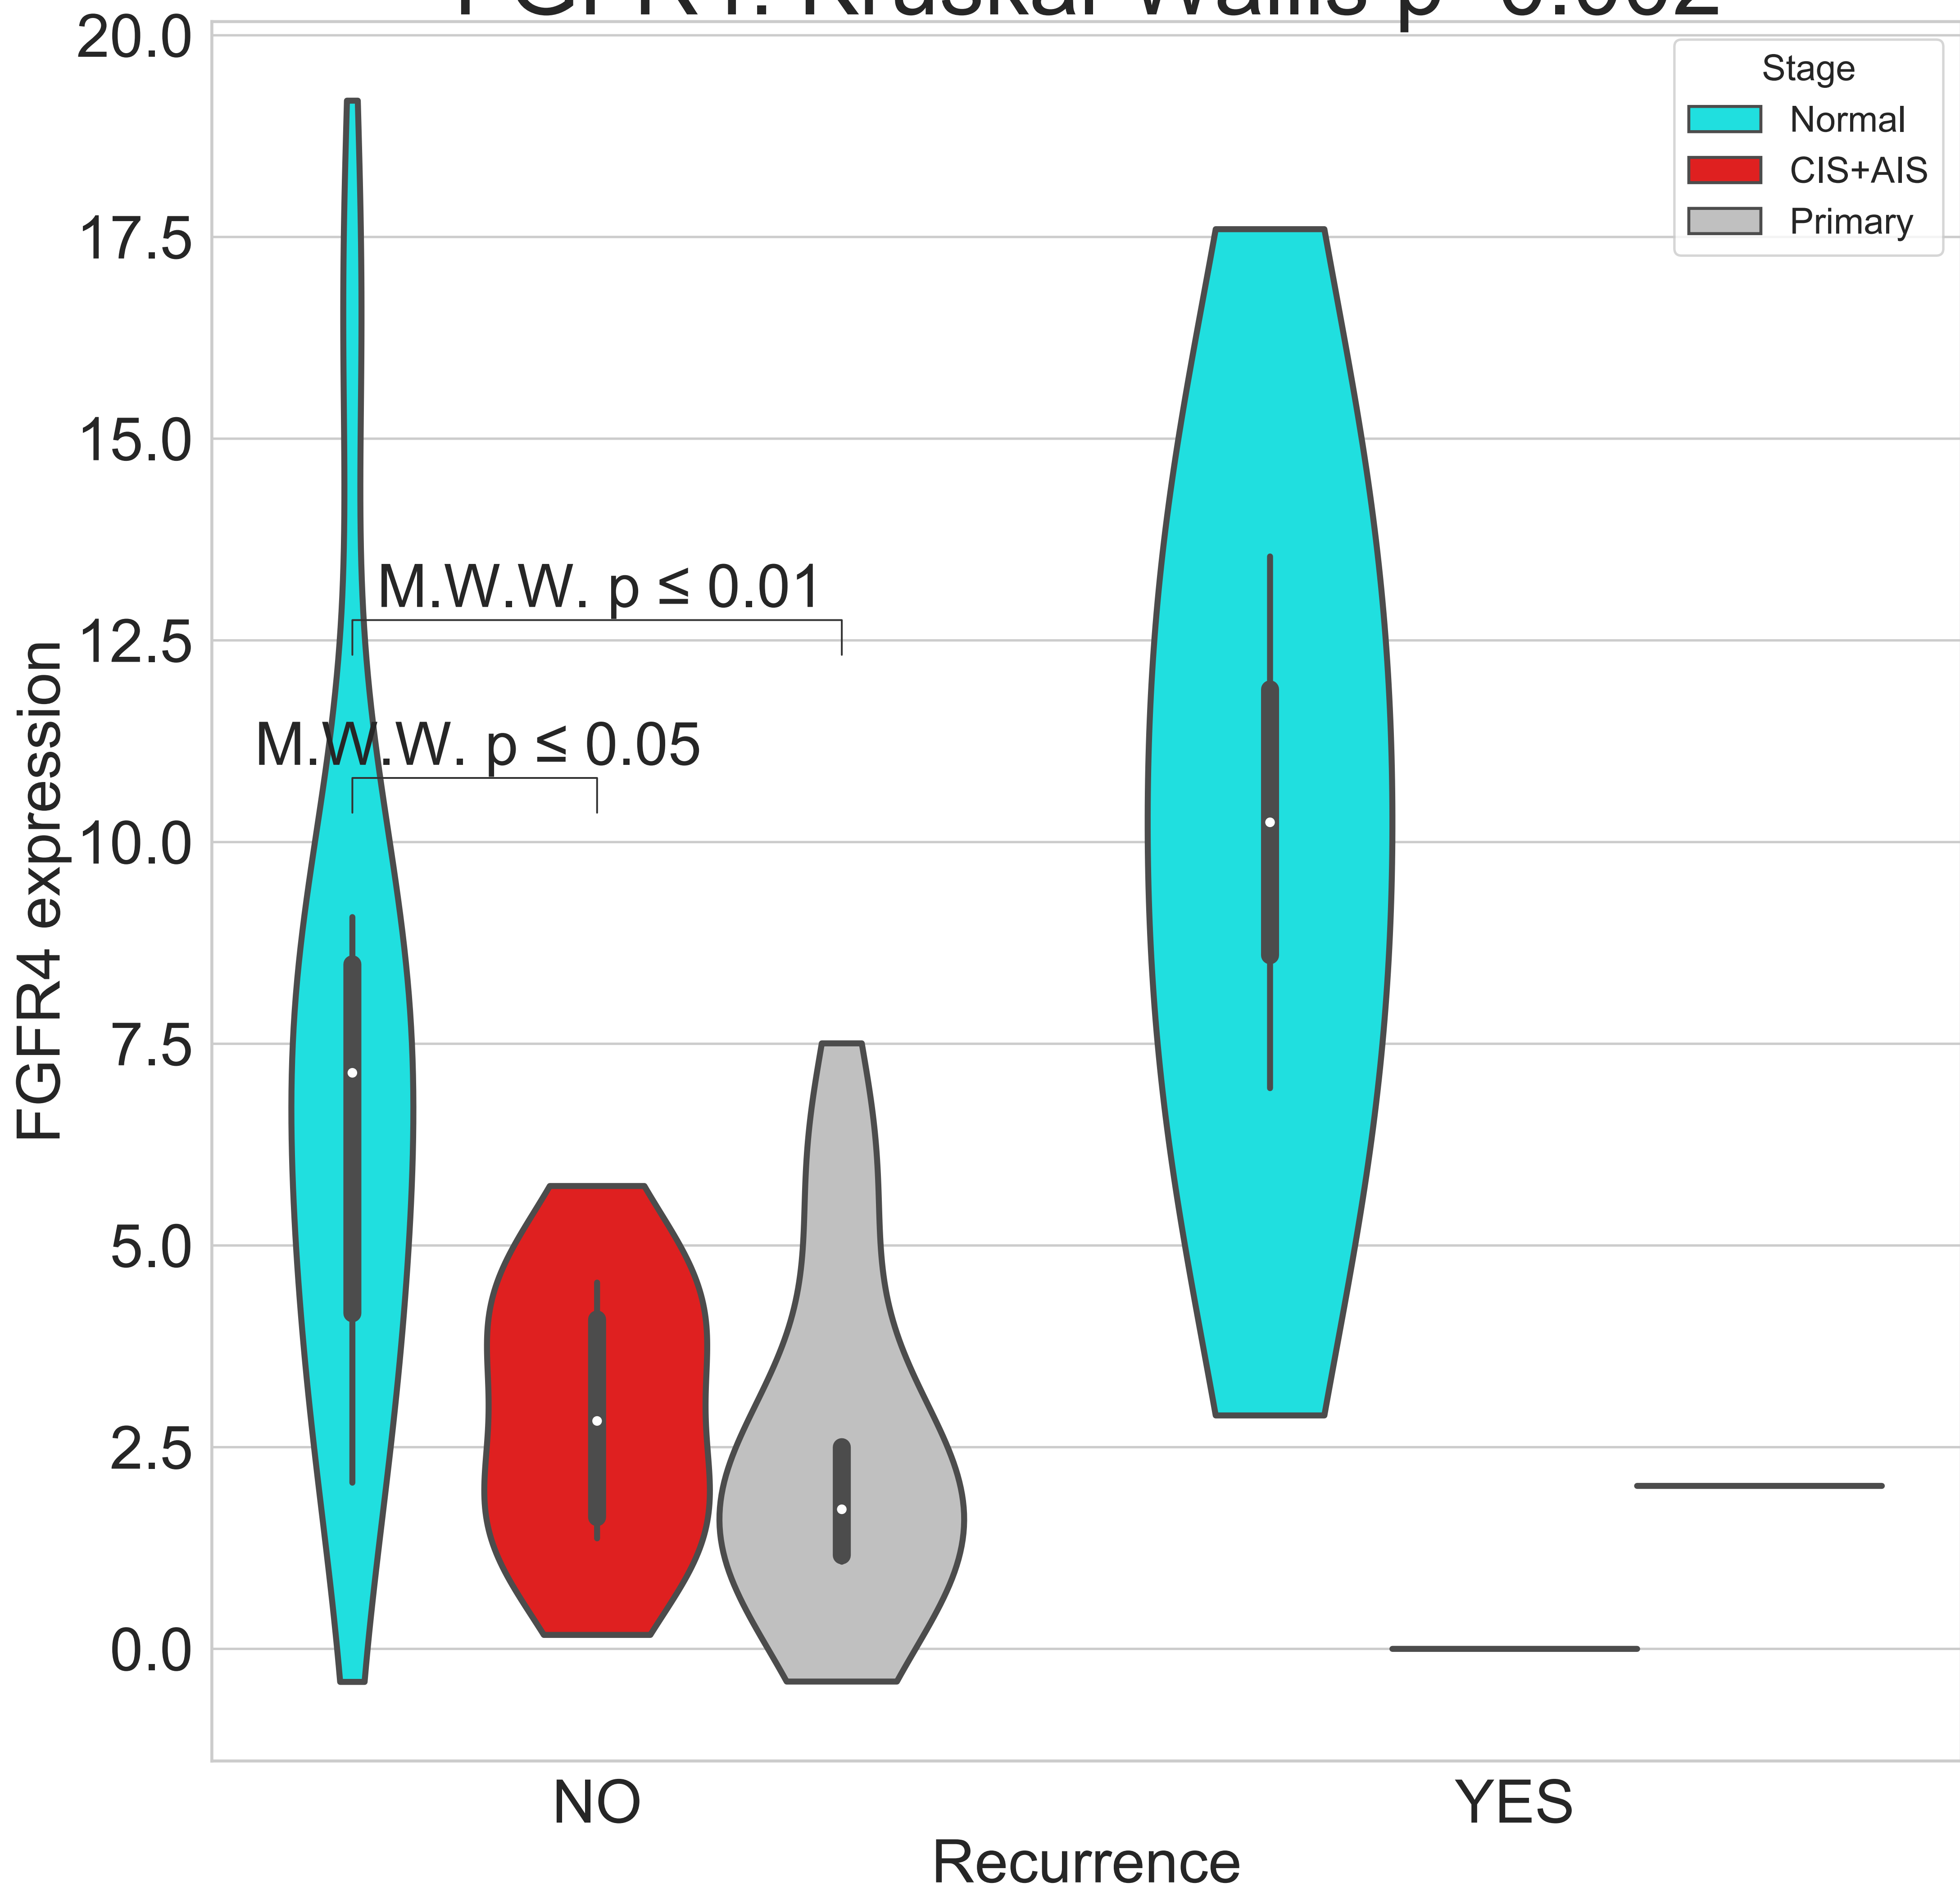 20.0
17.5
15.0
12.5
10.0
7.5
5.0
2.5
0.0
FGFR4 expression
Stage
Normal
CIS+AIS
Primary
M.W.W. p ≤ 0.01
M.W.W. p ≤ 0.05
NO
YES
Recurrence